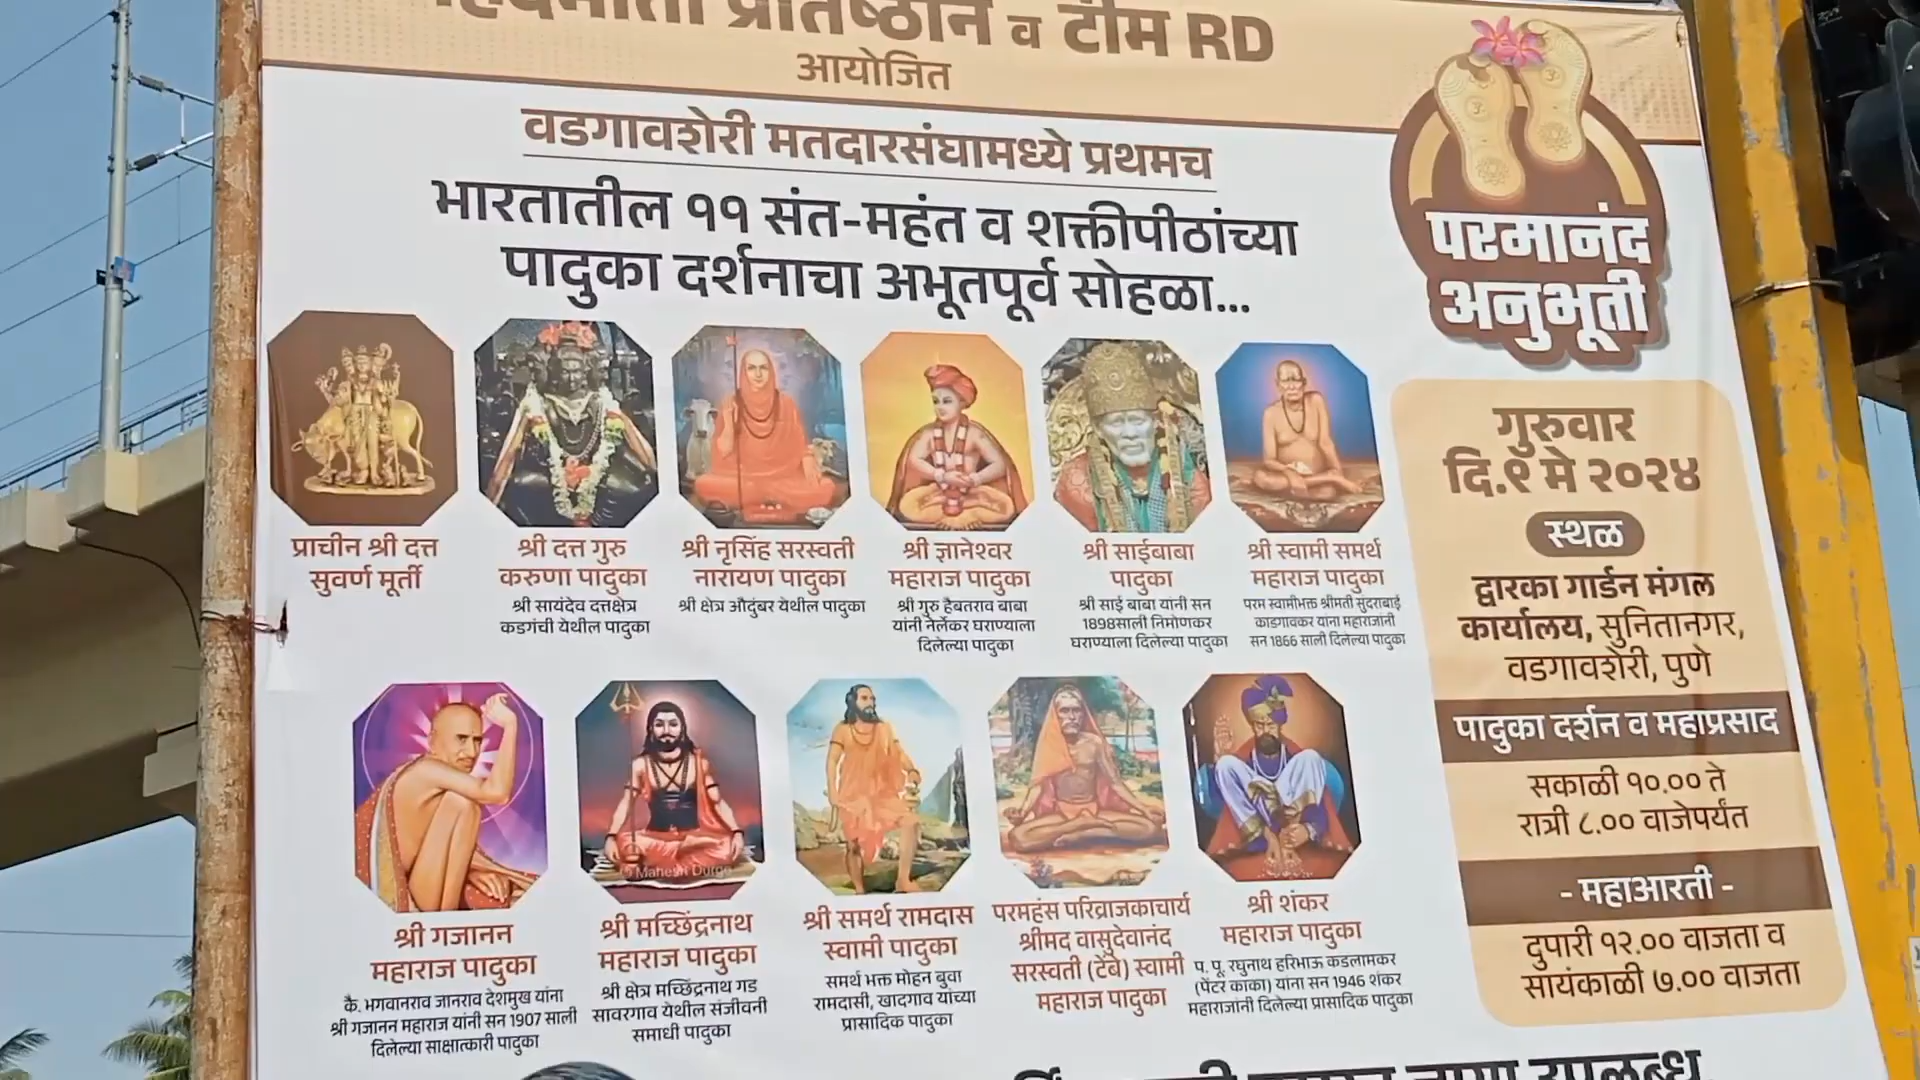 प्रतिष्ठान व टीम RD
आयोजित
वडगावशेरी मतदारसंघामध्ये प्रथमच
भारतातील ११ संत-महंत व शक्तीपीठांच्या
पादुका दर्शनाचा अभूतपूर्व सोहळा...
परमानंद
अनुभूती
प्राचीन श्री दत्त
सुवर्ण मूर्ती
श्री दत्त गुरु
करुणा पादुका
श्री सायंदेव दत्तक्षेत्र
कडगंची येथील पादुका
श्री नृसिंह सरस्वती
नारायण पादुका
श्री क्षेत्र औदुंबर येथील पादुका
श्री ज्ञानेश्वर
महाराज पादुका
श्री गुरु हैबतराव बाबा
यांनी नेर्लेकर घराण्याला
दिलेल्या पादुका
श्री साईबाबा
पादुका
श्री साई बाबा यांनी सन
1898साली निमोणकर
घराण्याला दिलेल्या पादुका
श्री स्वामी समर्थ
महाराज पादुका
परम स्वामीभक्त श्रीमती सुंदराबाई
काडगावकर यांना महाराजांनी
सन 1866 साली दिलेल्या पादुका
श्री गजानन
महाराज पादुका
कै. भगवानराव जानराव देशमुख यांना
श्री गजानन महाराज यांनी सन 1907 साली
दिलेल्या साक्षात्कारी पादुका
© Mahesh Durge
श्री मच्छिंद्रनाथ
महाराज पादुका
श्री क्षेत्र मच्छिंद्रनाथ गड
सावरगाव येथील संजीवनी
समाधी पादुका
श्री समर्थ रामदास
स्वामी पादुका
समर्थ भक्त मोहन बुवा
रामदासी, खादगाव यांच्या
प्रासादिक पादुका
परमहंस परिव्राजकाचार्य
श्रीमद वासुदेवानंद
सरस्वती (टेंबे) स्वामी
महाराज पादुका
श्री शंकर
महाराज पादुका
प. पू. रघुनाथ हरिभाऊ कडलामकर
(पेंटर काका) यांना सन 1946 शंकर
महाराजांनी दिलेल्या प्रासादिक पादुका
गुरुवार
दि.९ मे २०२४
स्थळ
द्वारका गार्डन मंगल
कार्यालय, सुनितानगर,
वडगावशेरी, पुणे
पादुका दर्शन व महाप्रसाद
सकाळी १०.०० ते
रात्री ८.०० वाजेपर्यंत
- महाआरती -
दुपारी १२.०० वाजता व
सायंकाळी ७.०० वाजता